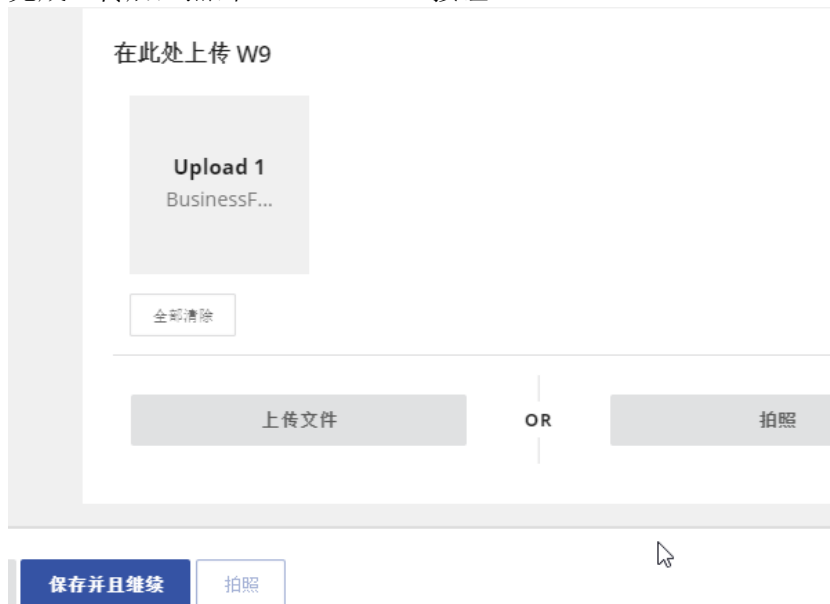 在此处上传 W9
Upload 1
BusinessF...
全部清除
上传文件
OR
拍照
保存并且继续
拍照